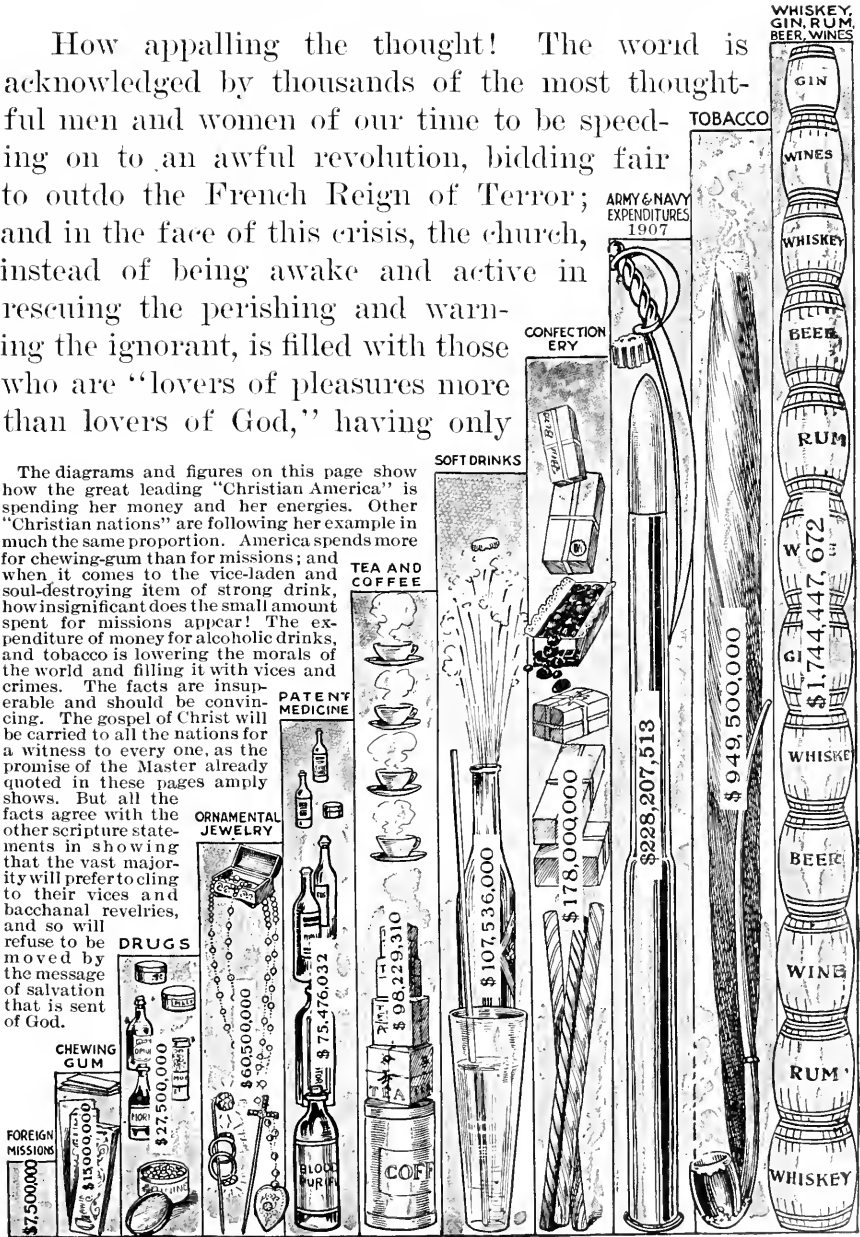 How appalling the thought! The world is
acknowledged by thousands of the most thought-
ful men and women of our time to be speed-
ing on to an awful revolution, bidding fair
to outdo the French Reign of Terror;
and in the face of this crisis, the church,
instead of being awake and active in
rescuing the perishing and warn-
ing the ignorant, is filled with those
who are "lovers of pleasures more
than lovers of God," having only
The diagrams and figures on this page show
how the great leading "Christian America" is
spending her money and her energies. Other
"Christian nations" are following her example in
much the same proportion. America spends more
for chewing-gum than for missions; and
when it comes to the vice-laden and
soul-destroying item of strong drink,
how insignificant does the small amount
spent for missions appear! The ex-
penditure of money for alcoholic drinks,
and tobacco is lowering the morals of
the world and filling it with vices and
crimes. The facts are insup-
erable and should be convin-
cing. The gospel of Christ will
be carried to all the nations for
a witness to every one, as the
promise of the Master already
quoted in these pages amply
shows. But all the
facts agree with the
other scripture state-
ments in showing
that the vast major-
ity will prefer to cling
to their vices and
bacchanal revelries,
and so will
refuse to be
moved by
the message
of salvation
that is sent
of God.
FOREIGN
MISSIONS
$7,500,000
CHEWING
GUM
$15,000,000
DRUGS
MOR
$27,500,000
ORNAMENTAL
JEWELRY
$60,500,000
PATENT
MEDICINE
$75,476,032
BLOOD
PURIFI
TEA AND
COFFEE
$98,229,310
TEA
COFF
SOFT DRINKS
$107,536,000
CONFECTION
ERY
$178,000,000
ARMY & NAVY
EXPENDITURES
1907
$228,207,513
TOBACCO
$949,500,000
WHISKEY,
GIN, RUM,
BEER, WINES
GIN
WINES
WHISKEY
BEER
RUM
W
GI
$1,744,447,672
WHISKE
BEER
WINE
RUM
WHISKEY